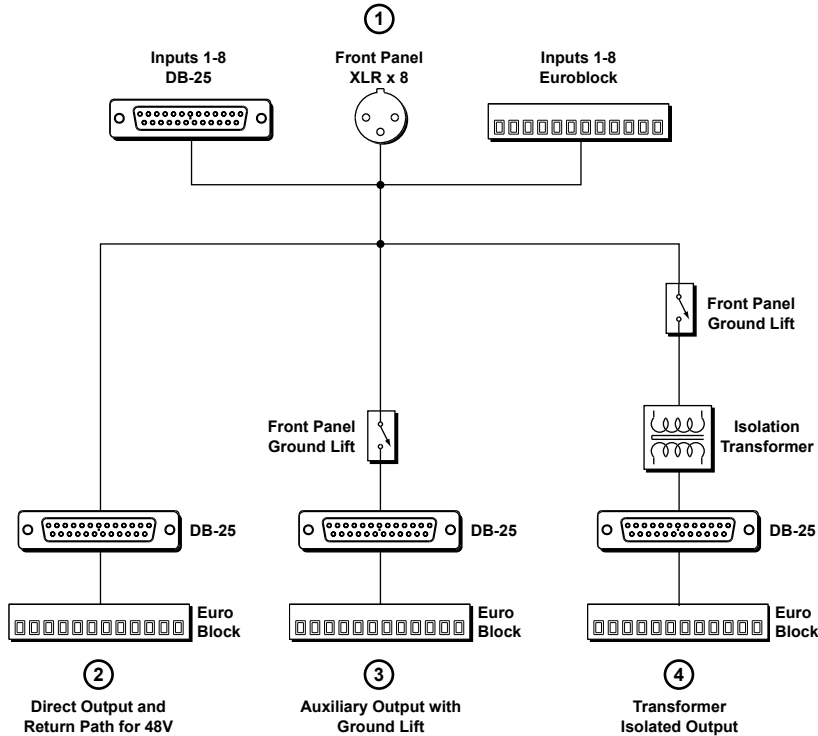 1
Inputs 1-8
DB-25
Front Panel
XLR x 8
Inputs 1-8
Euroblock
Front Panel
Ground Lift
Front Panel
Ground Lift
Isolation
Transformer
DB-25
DB-25
DB-25
Euro
Block
Euro
Block
Euro
Block
2
Direct Output and
Return Path for 48V
3
Auxiliary Output with
Ground Lift
4
Transformer
Isolated Output